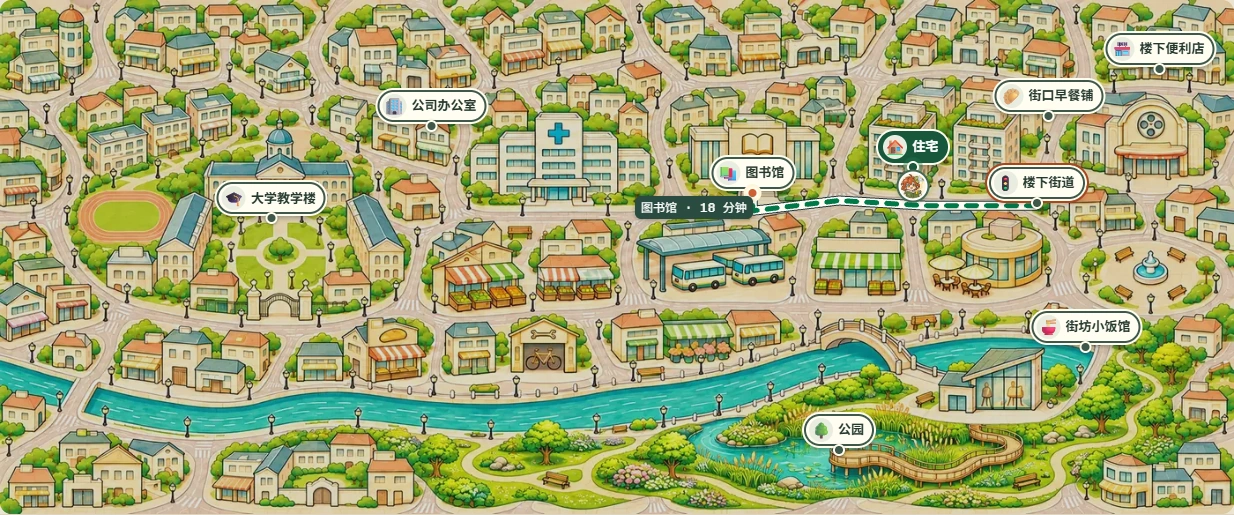 楼下便利店
街口早餐铺
公司办公室
住宅
图书馆
楼下街道
大学教学楼
图书馆 · 18 分钟
街坊小饭馆
公园